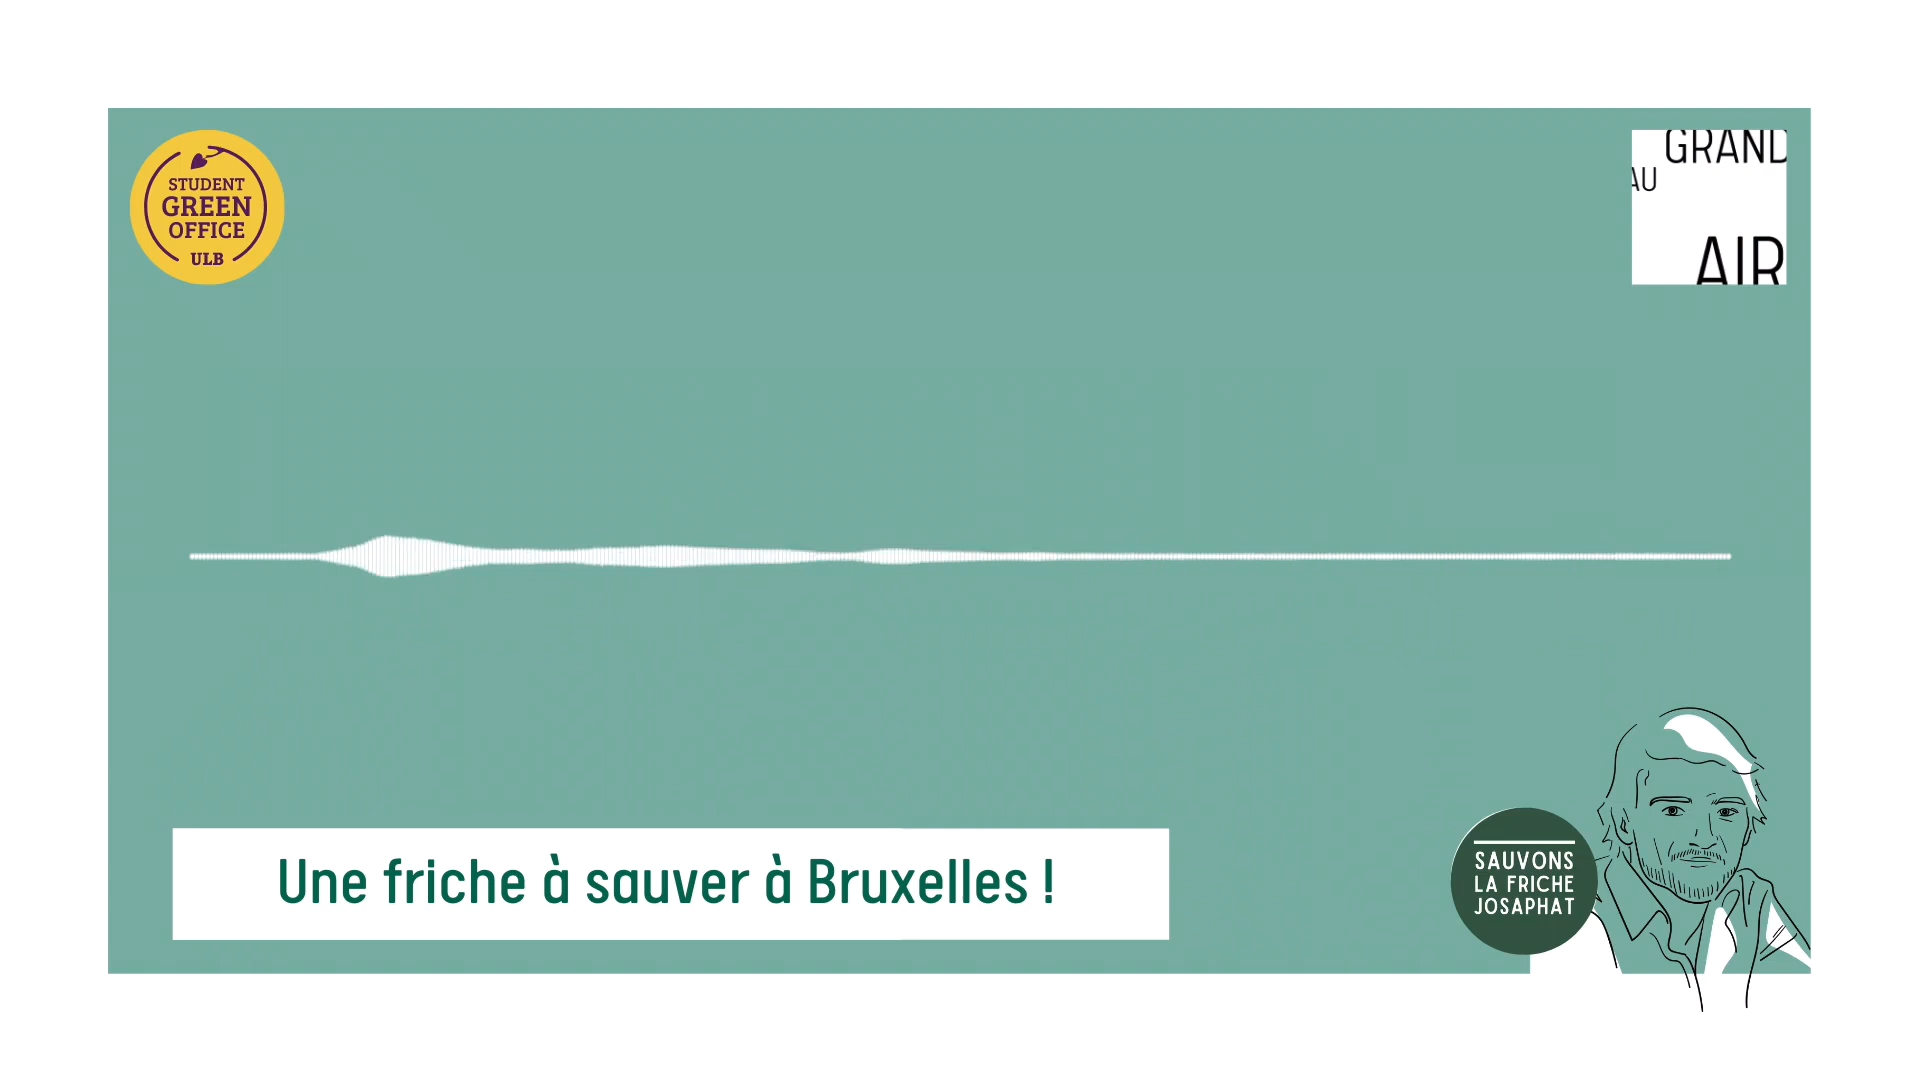 STUDENT
GREEN
OFFICE
ULB
GRAND
AU
AIR
Une friche à sauver à Bruxelles !
SAUVONS
LA FRICHE
JOSAPHAT